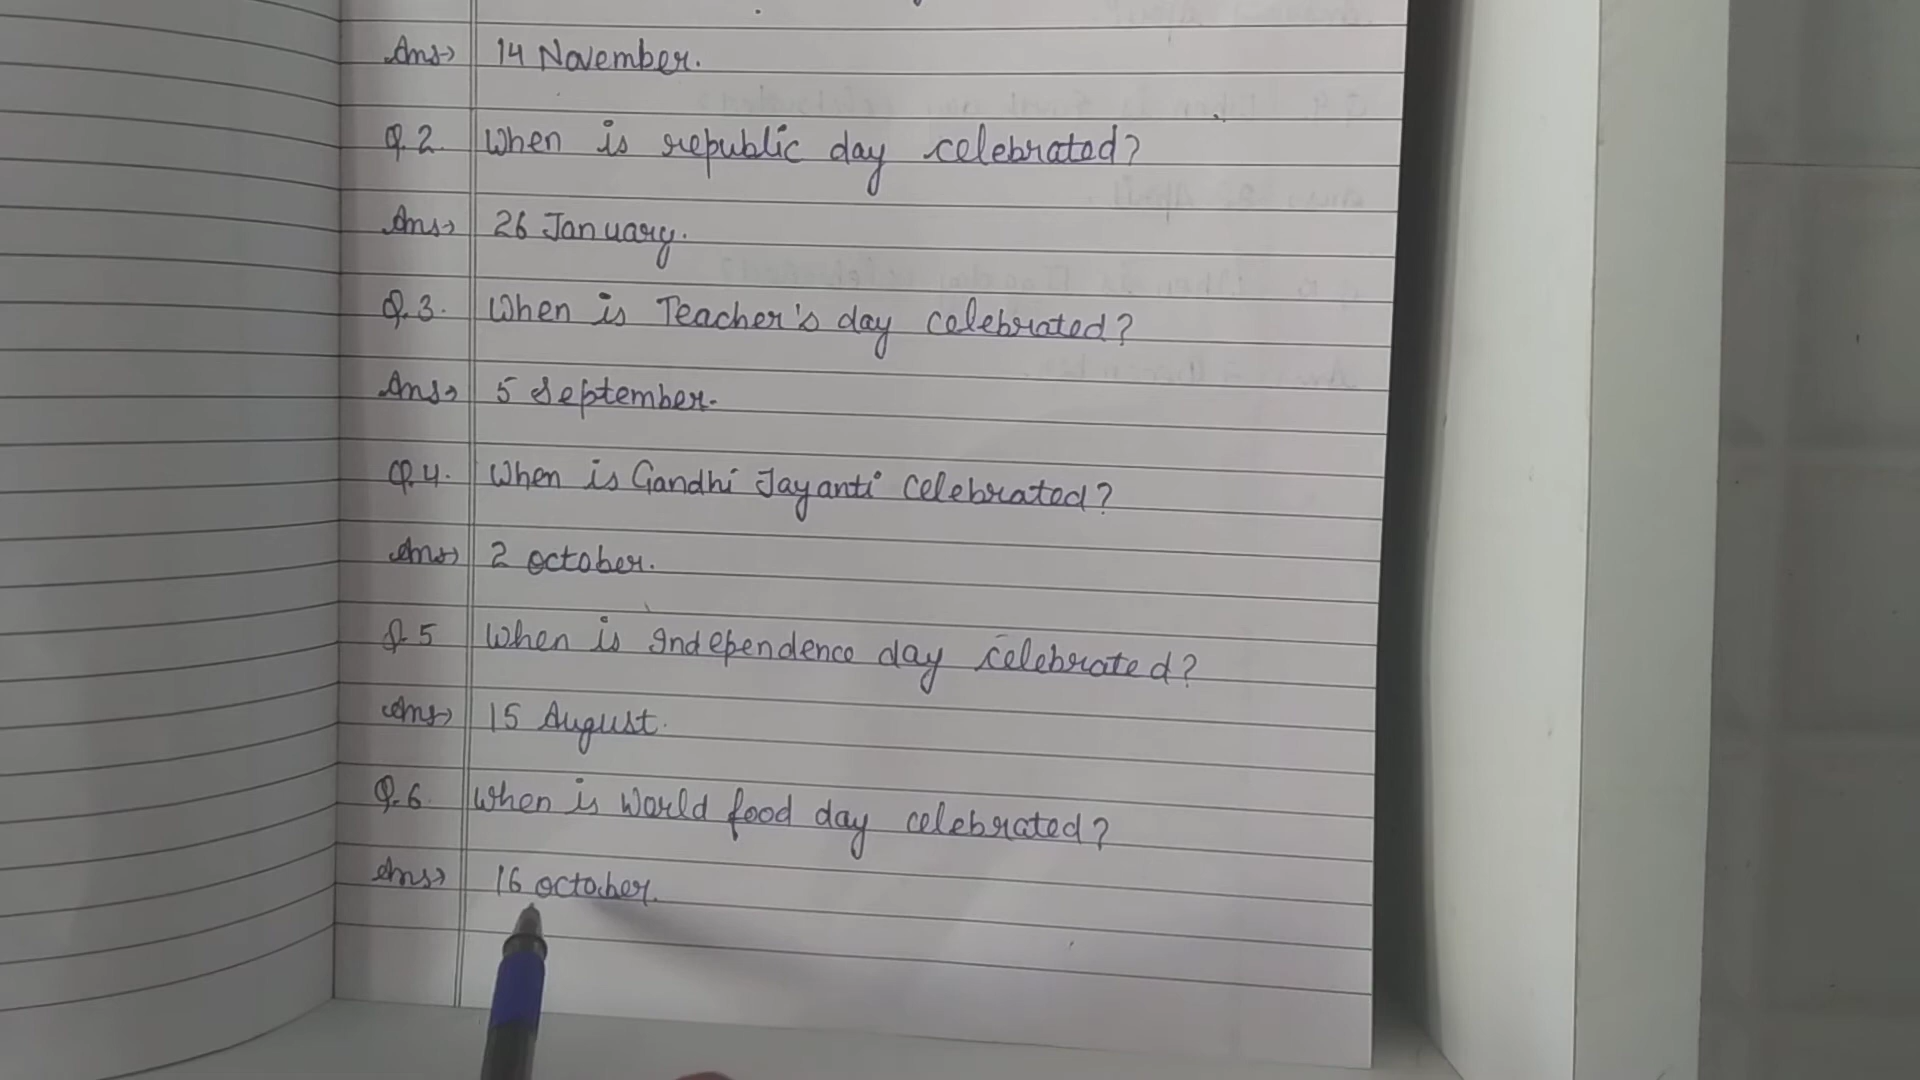 Ans→ 14 November.
Q.2. When is republic day celebrated?
Ans→ 26 January.
Q.3. When is Teacher's day celebrated?
Ans→ 5 September.
Q.4. When is Gandhi Jayanti celebrated?
Ans→ 2 october.
Q.5 When is Independence day celebrated?
Ans→ 15 August.
Q.6. When is World food day celebrated?
Ans→ 16 october.